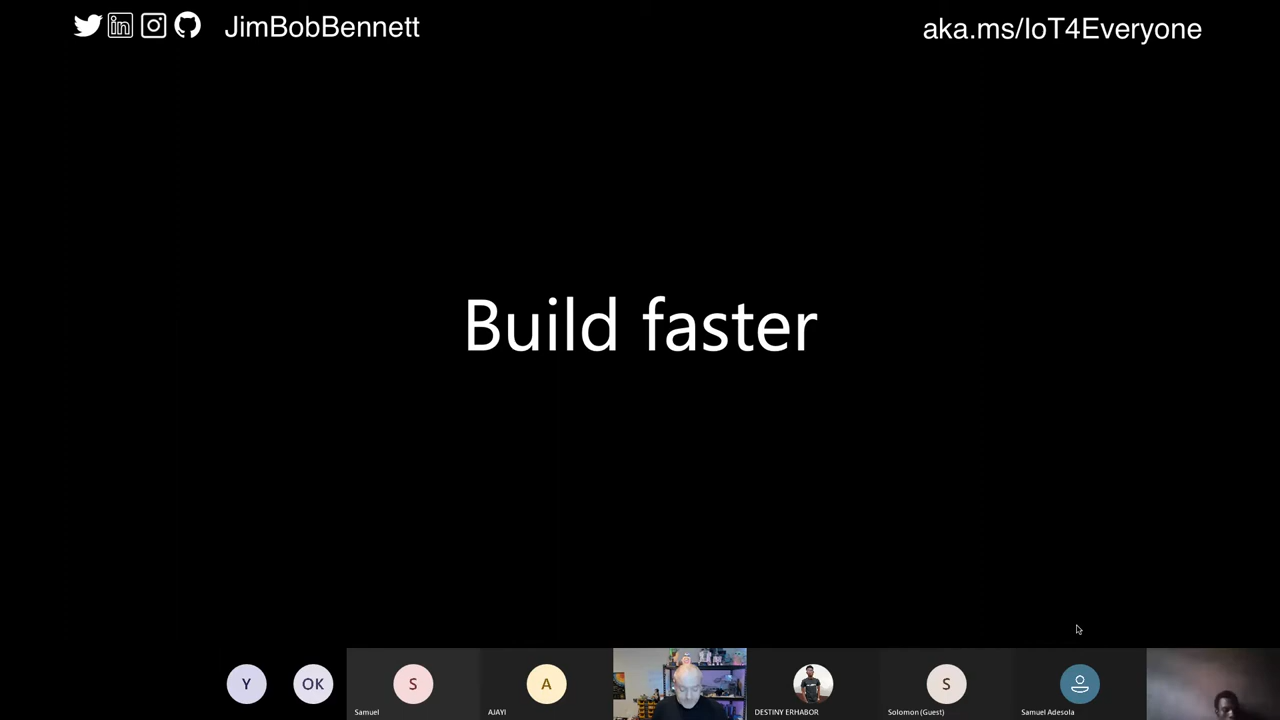 JimBobBennett
aka.ms/IoT4Everyone
Build faster
Y
OK
S
A
S
Samuel
AJAYI
DESTINY ERHABOR
Solomon (Guest)
Samuel Adesola